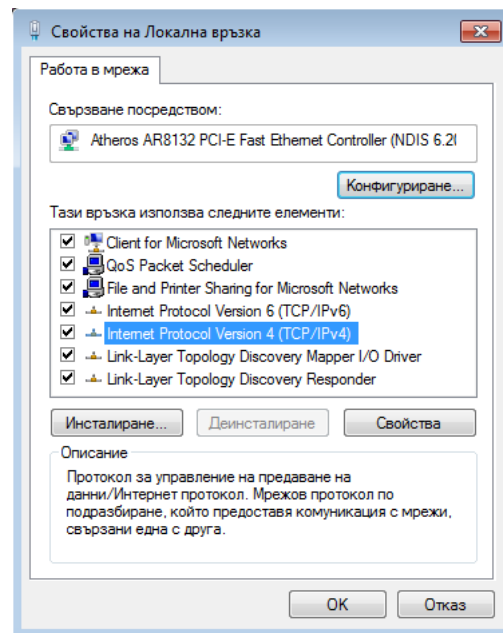 Свойства на Локална връзка
Работа в мрежа
Свързване посредством:
Atheros AR8132 PCI-E Fast Ethernet Controller (NDIS 6.20
Конфигуриране...
Тази връзка използва следните елементи:
Client for Microsoft Networks
QoS Packet Scheduler
File and Printer Sharing for Microsoft Networks
Internet Protocol Version 6 (TCP/IPv6)
Internet Protocol Version 4 (TCP/IPv4)
Link-Layer Topology Discovery Mapper I/O Driver
Link-Layer Topology Discovery Responder
Инсталиране... Деинсталиране Свойства
Описание
Протокол за управление на предаване на
данни/Интернет протокол. Мрежов протокол по
подразбиране, който предоставя комуникация с мрежи,
свързани една с друга.
OK Отказ